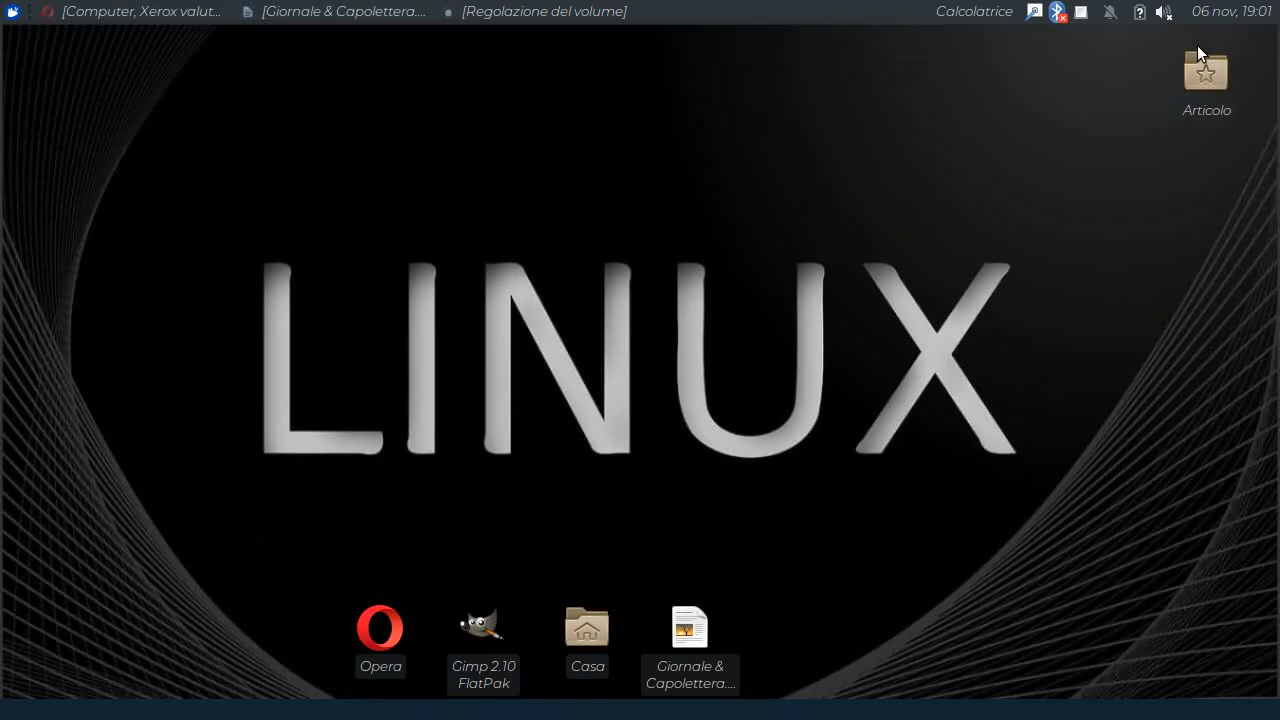 [Computer, Xerox valut... [Giornale & Capolettera.... [Regolazione del volume] Calcolatrice 06 nov, 19:01
Articolo
LINUX
Opera
Gimp 2.10
FlatPak
Casa
Giornale &
Capolettera....